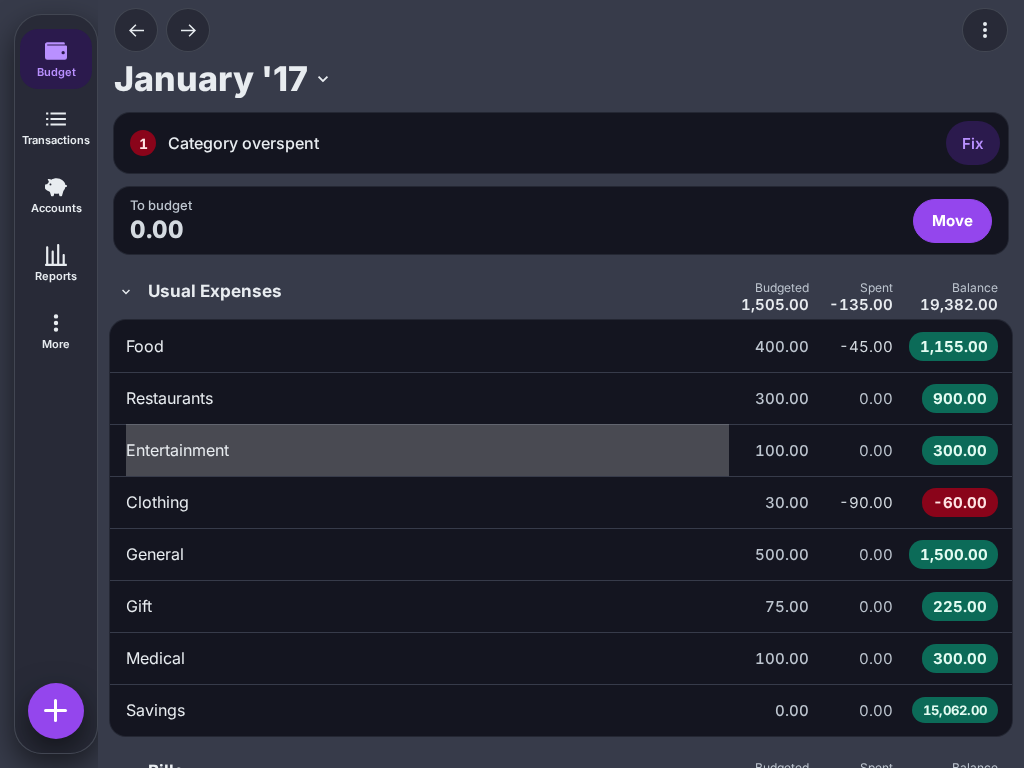 Budget
Transactions
Accounts
Reports
More
January '17
1 Category overspent Fix
To budget
0.00
Move
Usual Expenses
Budgeted Spent Balance
1,505.00 -135.00 19,382.00
Food 400.00 -45.00 1,155.00
Restaurants 300.00 0.00 900.00
Entertainment 100.00 0.00 300.00
Clothing 30.00 -90.00 -60.00
General 500.00 0.00 1,500.00
Gift 75.00 0.00 225.00
Medical 100.00 0.00 300.00
Savings 0.00 0.00 15,062.00
Bills Budgeted Spent Balance